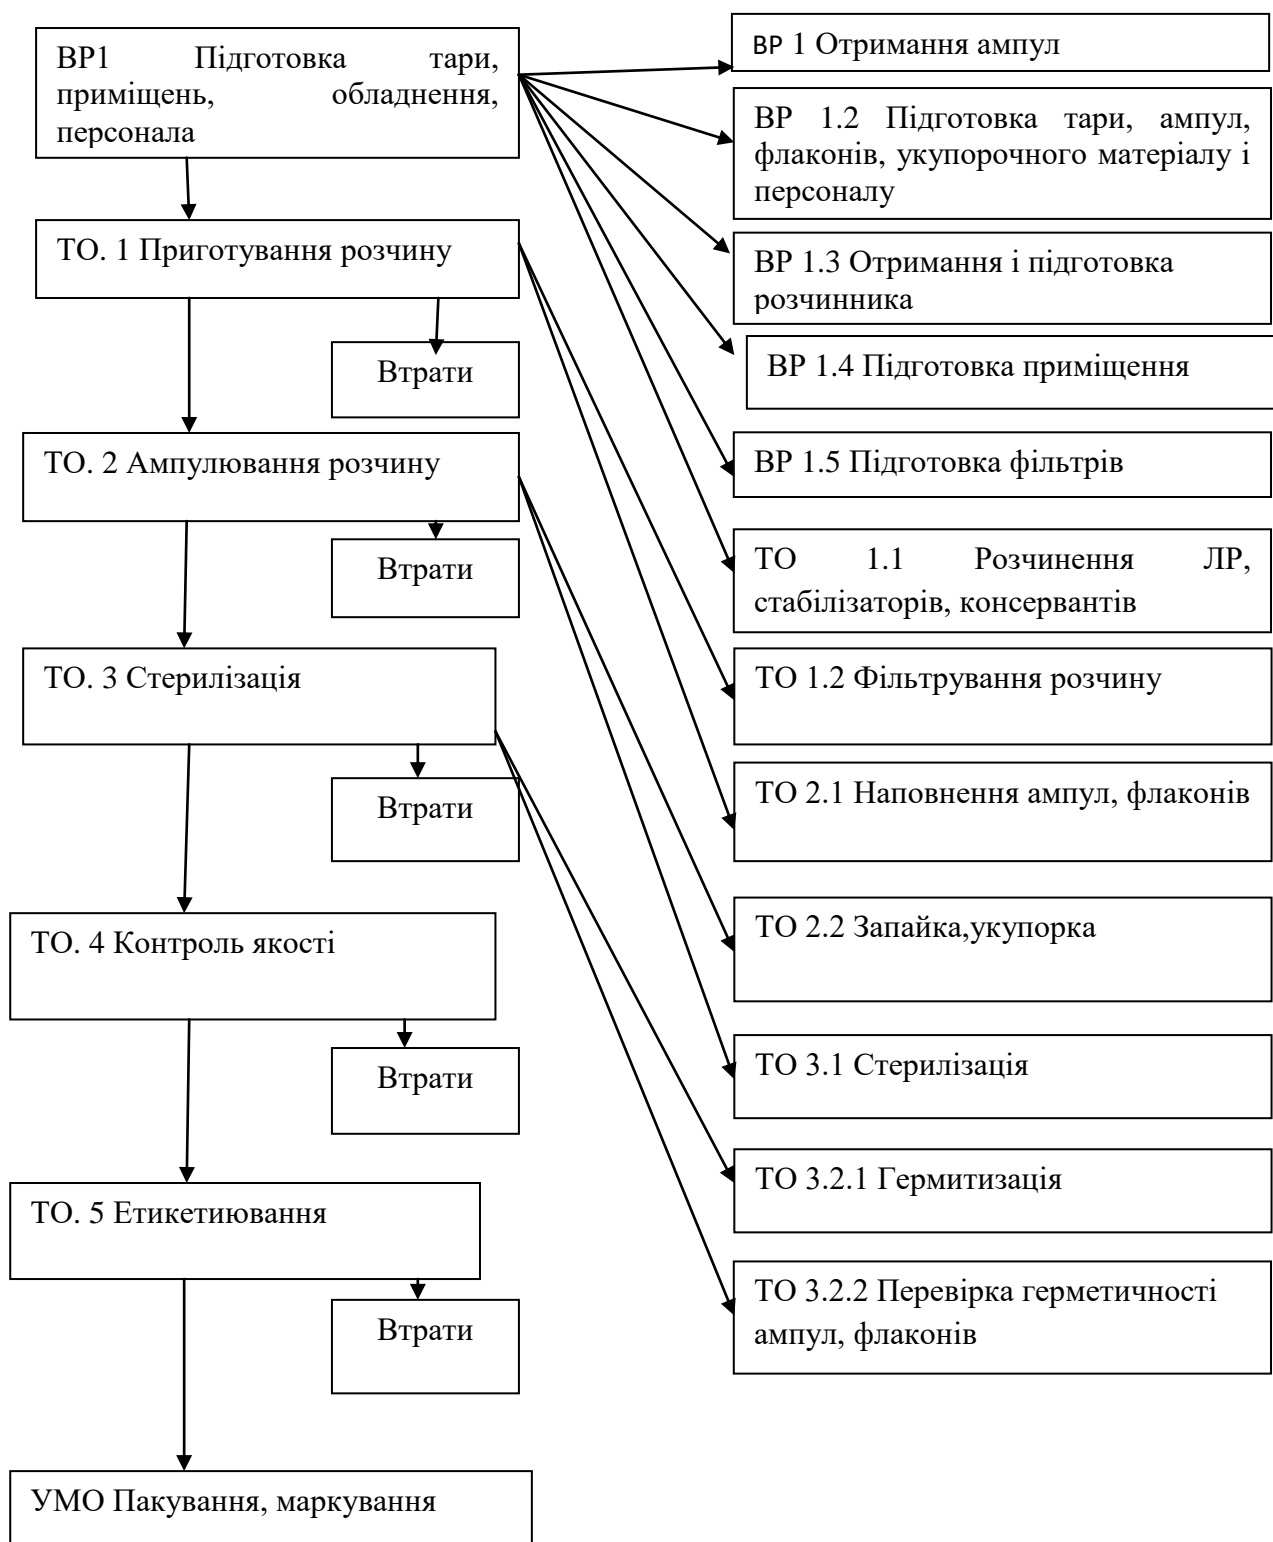 ВР1 Підготовка тари,
приміщень, обладнення,
персонала
ТО. 1 Приготування розчину
Втрати
ТО. 2 Ампулювання розчину
Втрати
ТО. 3 Стерилізація
Втрати
ТО. 4 Контроль якості
Втрати
ТО. 5 Етикетиювання
Втрати
УМО Пакування, маркування
ВР 1 Отримання ампул
ВР 1.2 Підготовка тари, ампул,
флаконів, укупорочного матеріалу і
персоналу
ВР 1.3 Отримання і підготовка
розчинника
ВР 1.4 Підготовка приміщення
ВР 1.5 Підготовка фільтрів
ТО 1.1 Розчинення ЛР,
стабілізаторів, консервантів
ТО 1.2 Фільтрування розчину
ТО 2.1 Наповнення ампул, флаконів
ТО 2.2 Запайка,укупорка
ТО 3.1 Стерилізація
ТО 3.2.1 Гермитизація
ТО 3.2.2 Перевірка герметичності
ампул, флаконів